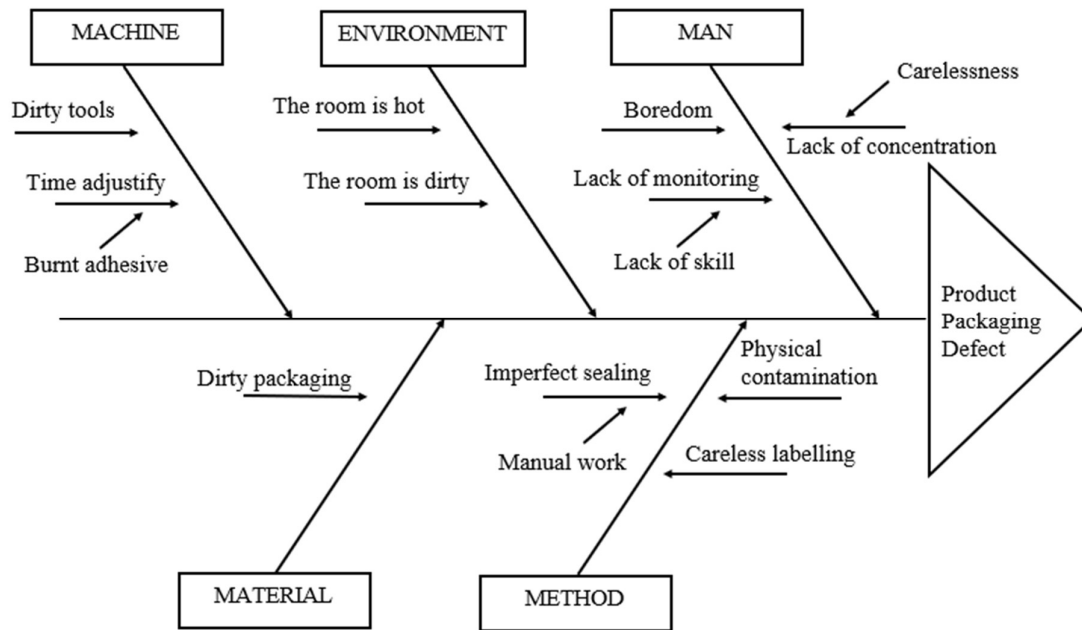 MACHINE
ENVIRONMENT
MAN
Carelessness
Dirty tools
The room is hot
Boredom
Lack of concentration
Time adjustify
The room is dirty
Lack of monitoring
Burnt adhesive
Lack of skill
Product
Packaging
Defect
Dirty packaging
Imperfect sealing
Physical
contamination
Manual work
Careless labelling
MATERIAL
METHOD